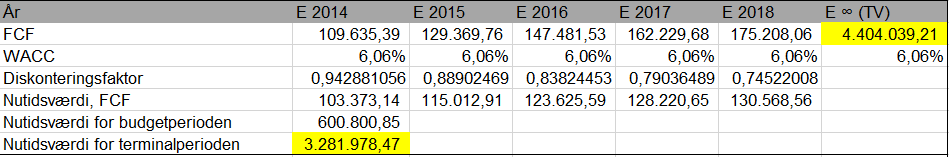 År E 2014 E 2015 E 2016 E 2017 E 2018 E ∞ (TV)
FCF 109.635,39 129.369,76 147.481,53 162.229,68 175.208,06 4.404.039,21
WACC 6,06% 6,06% 6,06% 6,06% 6,06% 6,06%
Diskonteringsfaktor 0,942881056 0,88902469 0,83824453 0,79036489 0,74522008
Nutidsværdi, FCF 103.373,14 115.012,91 123.625,59 128.220,65 130.568,56
Nutidsværdi for budgetperioden 600.800,85
Nutidsværdi for terminalperioden 3.281.978,47